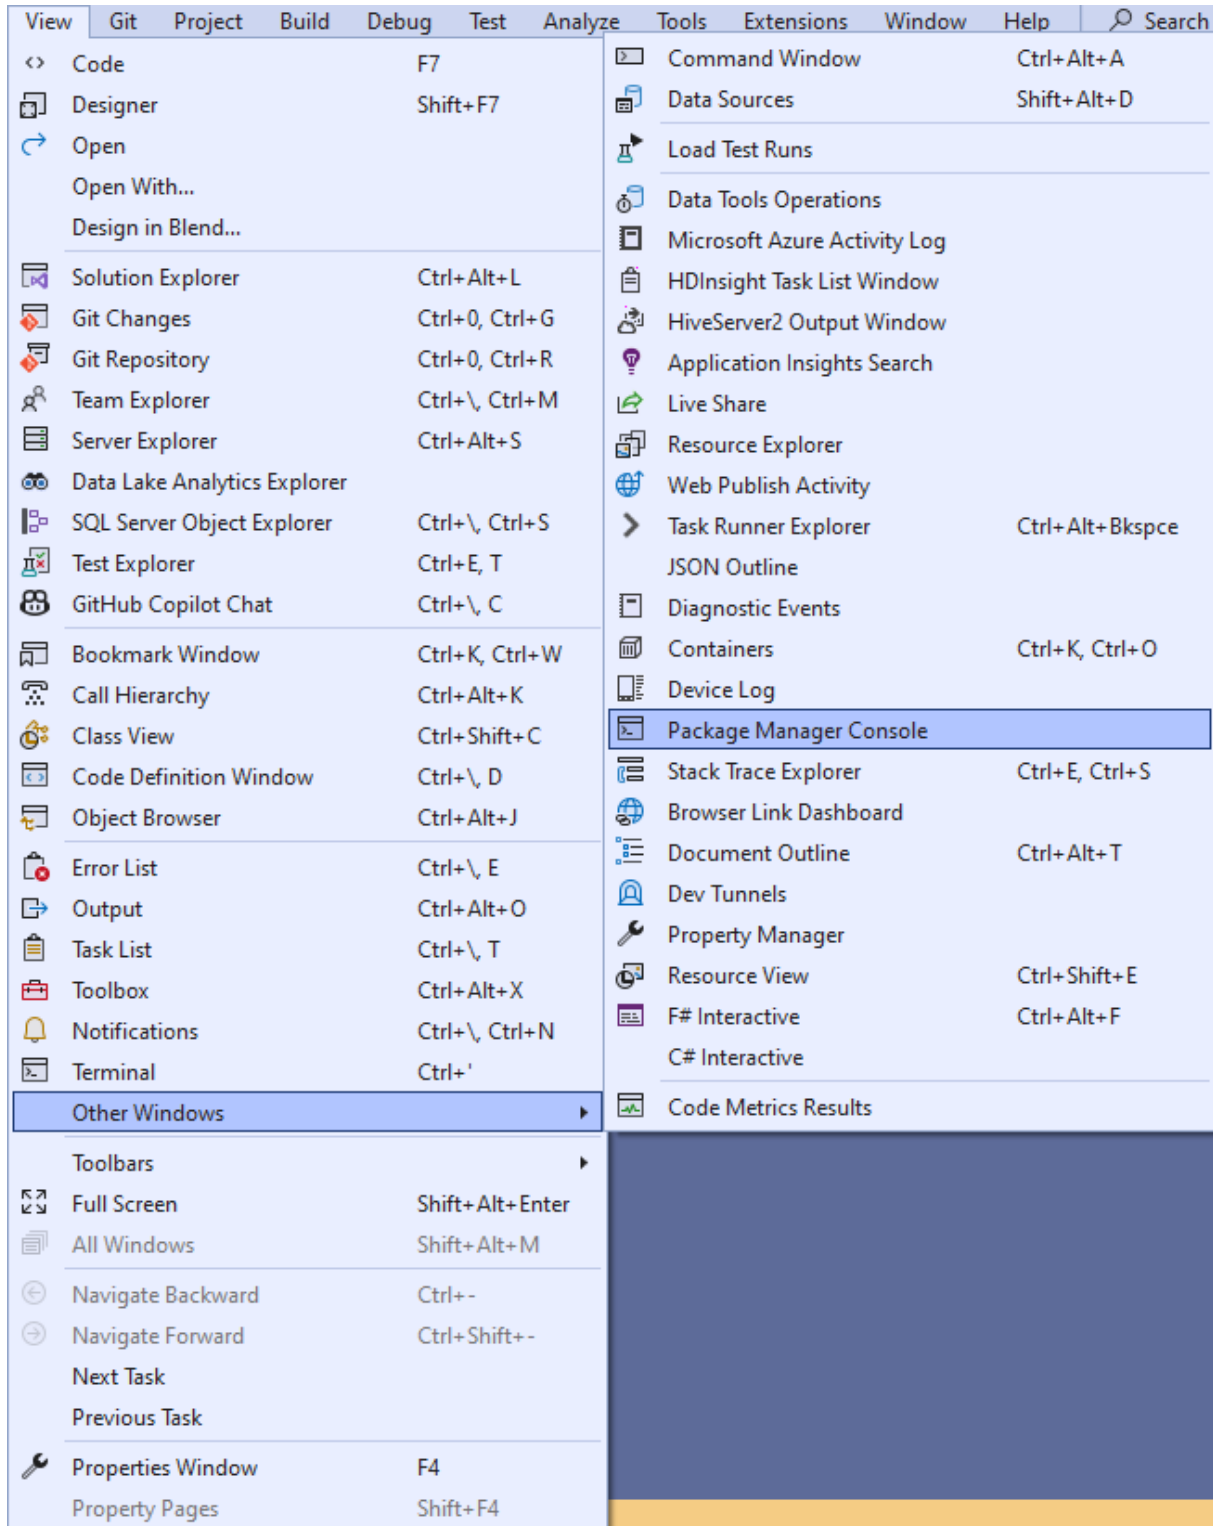 View Git Project Build Debug Test Analyze Tools Extensions Window Help Search
Code F7
Designer Shift+F7
Open
Open With...
Design in Blend...
Solution Explorer Ctrl+Alt+L
Git Changes Ctrl+0, Ctrl+G
Git Repository Ctrl+0, Ctrl+R
Team Explorer Ctrl+\, Ctrl+M
Server Explorer Ctrl+Alt+S
Data Lake Analytics Explorer
SQL Server Object Explorer Ctrl+\, Ctrl+S
Test Explorer Ctrl+E, T
GitHub Copilot Chat Ctrl+\, C
Bookmark Window Ctrl+K, Ctrl+W
Call Hierarchy Ctrl+Alt+K
Class View Ctrl+Shift+C
Code Definition Window Ctrl+\, D
Object Browser Ctrl+Alt+J
Error List Ctrl+\, E
Output Ctrl+Alt+O
Task List Ctrl+\, T
Toolbox Ctrl+Alt+X
Notifications Ctrl+\, Ctrl+N
Terminal Ctrl+'
Other Windows
Toolbars
Full Screen Shift+Alt+Enter
All Windows Shift+Alt+M
Navigate Backward Ctrl+-
Navigate Forward Ctrl+Shift+-
Next Task
Previous Task
Properties Window F4
Property Pages Shift+F4
Command Window Ctrl+Alt+A
Data Sources Shift+Alt+D
Load Test Runs
Data Tools Operations
Microsoft Azure Activity Log
HDInsight Task List Window
HiveServer2 Output Window
Application Insights Search
Live Share
Resource Explorer
Web Publish Activity
Task Runner Explorer Ctrl+Alt+Bkspce
JSON Outline
Diagnostic Events
Containers Ctrl+K, Ctrl+O
Device Log
Package Manager Console
Stack Trace Explorer Ctrl+E, Ctrl+S
Browser Link Dashboard
Document Outline Ctrl+Alt+T
Dev Tunnels
Property Manager
Resource View Ctrl+Shift+E
F# Interactive Ctrl+Alt+F
C# Interactive
Code Metrics Results